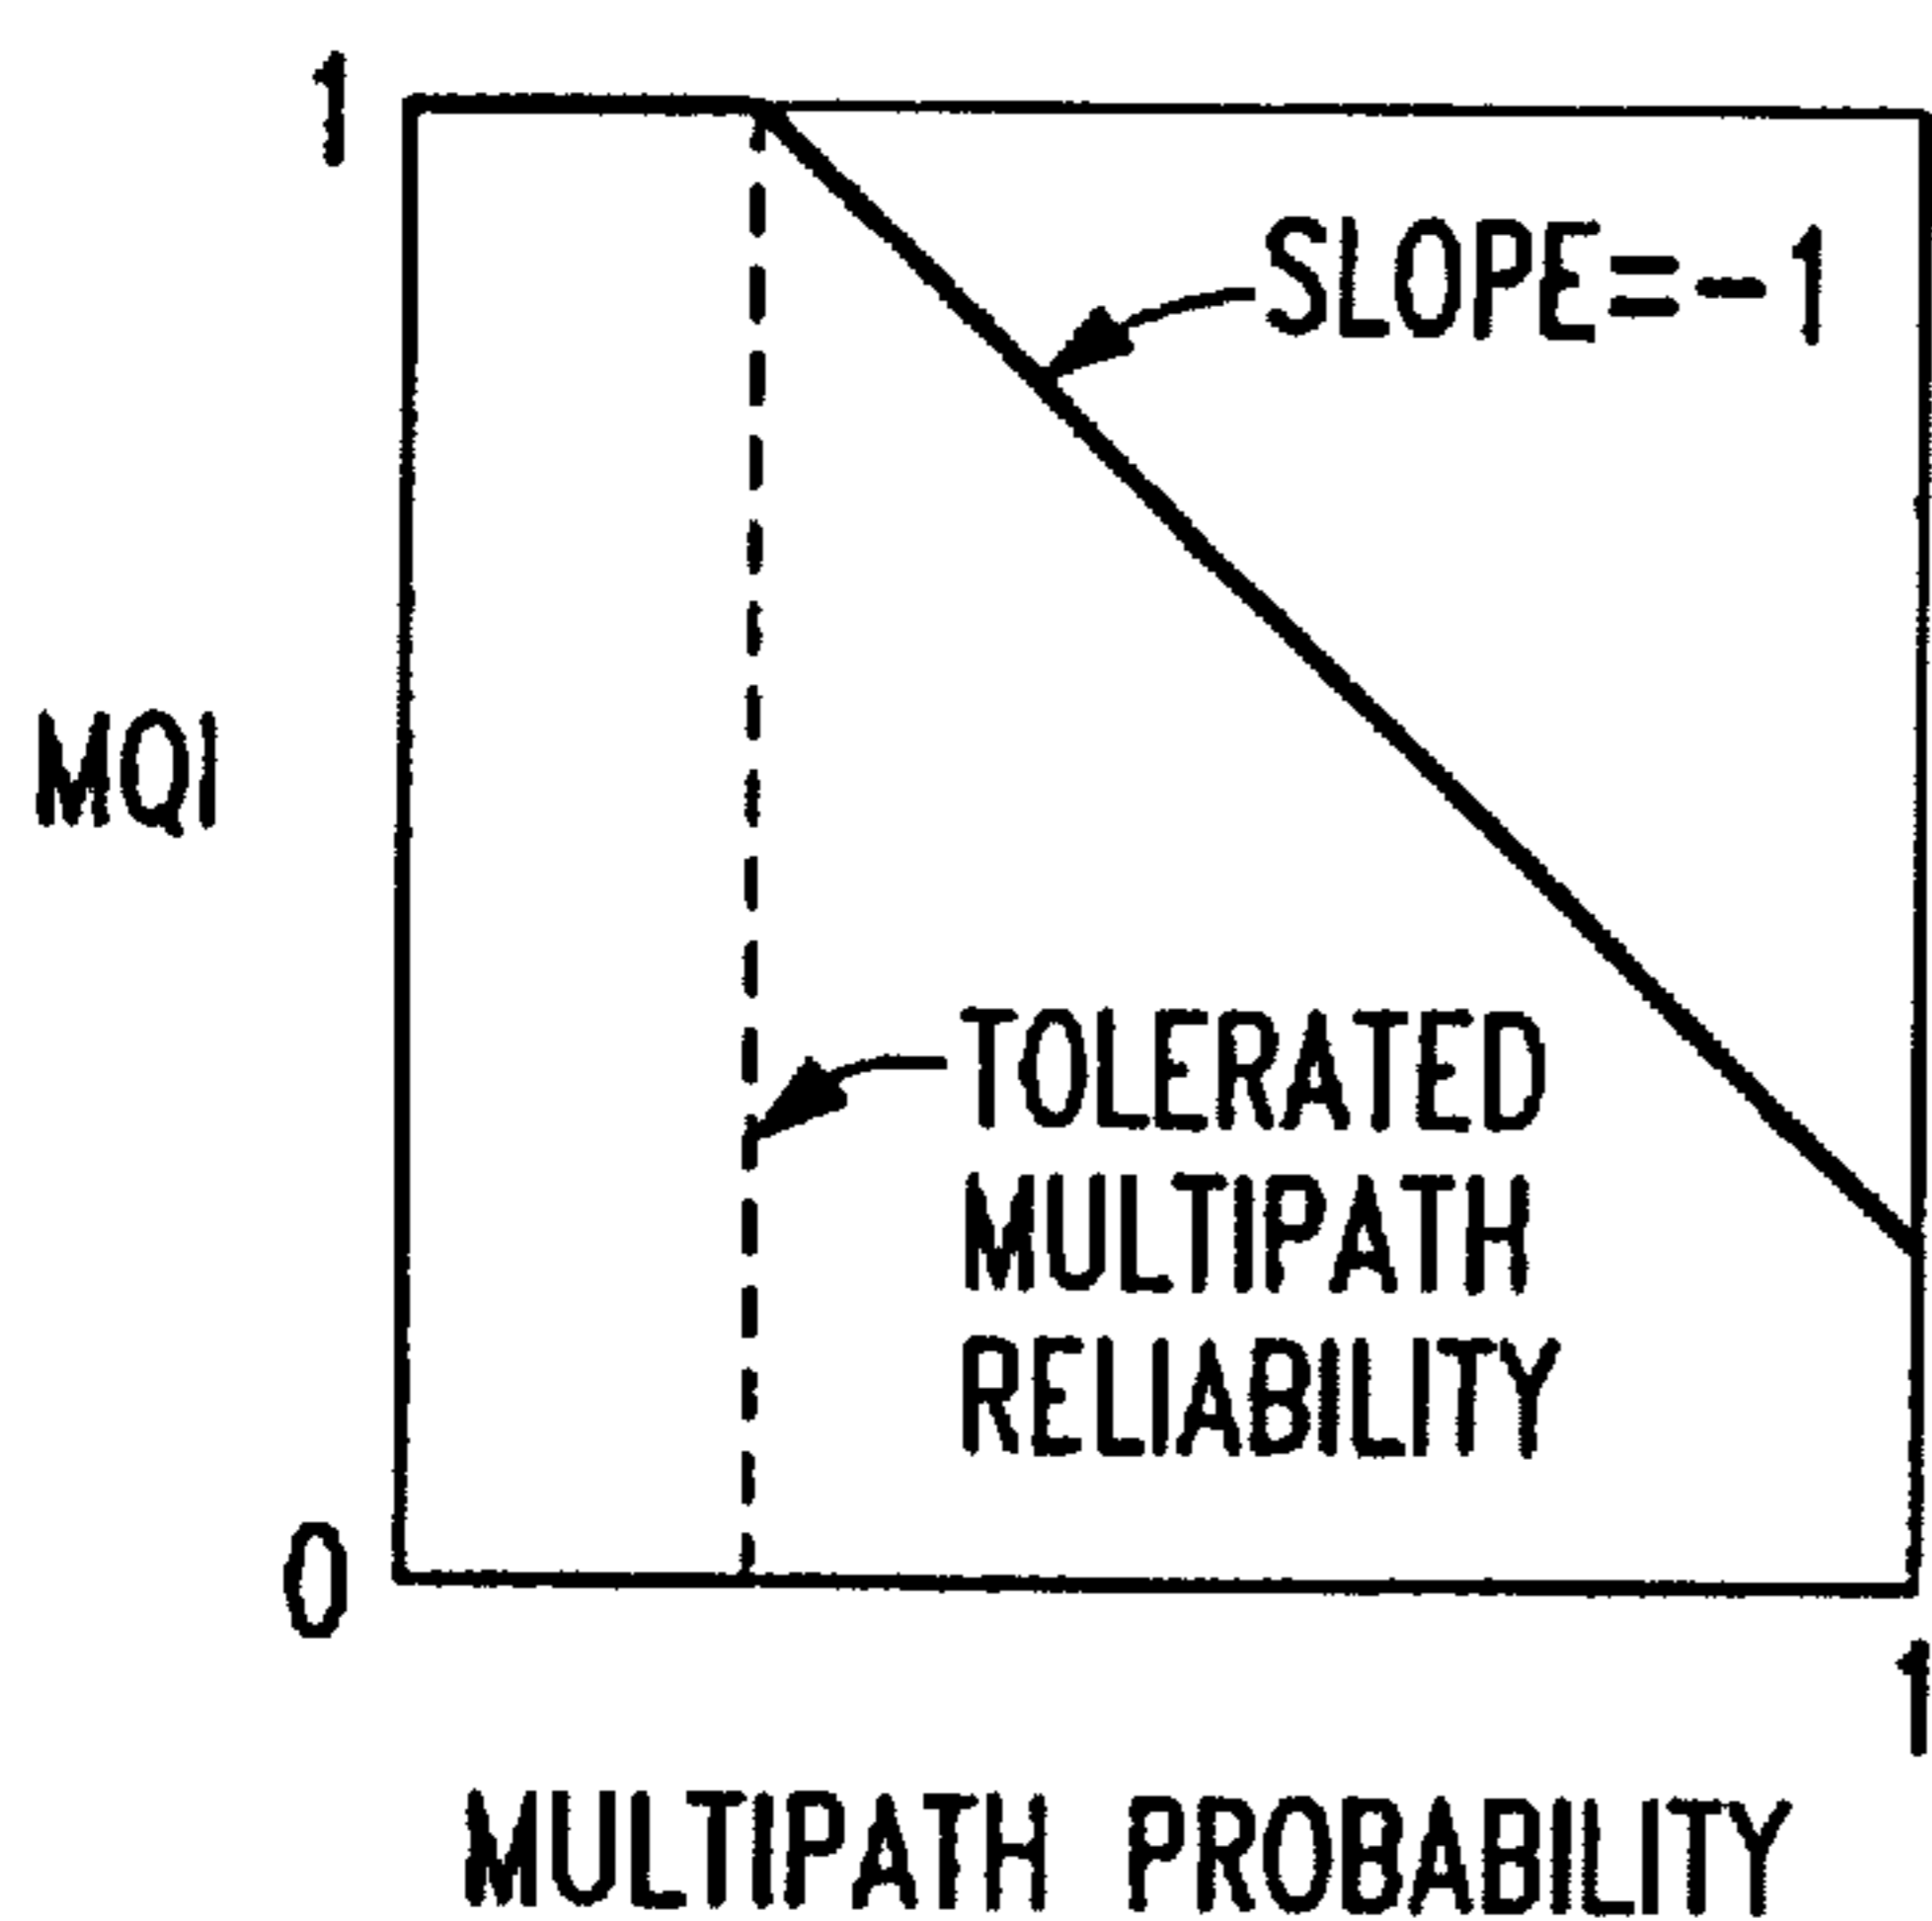 1
SLOPE=-1
MQI
TOLERATED
MULTIPATH
RELIABILITY
0
1
MULTIPATH PROBABILITY